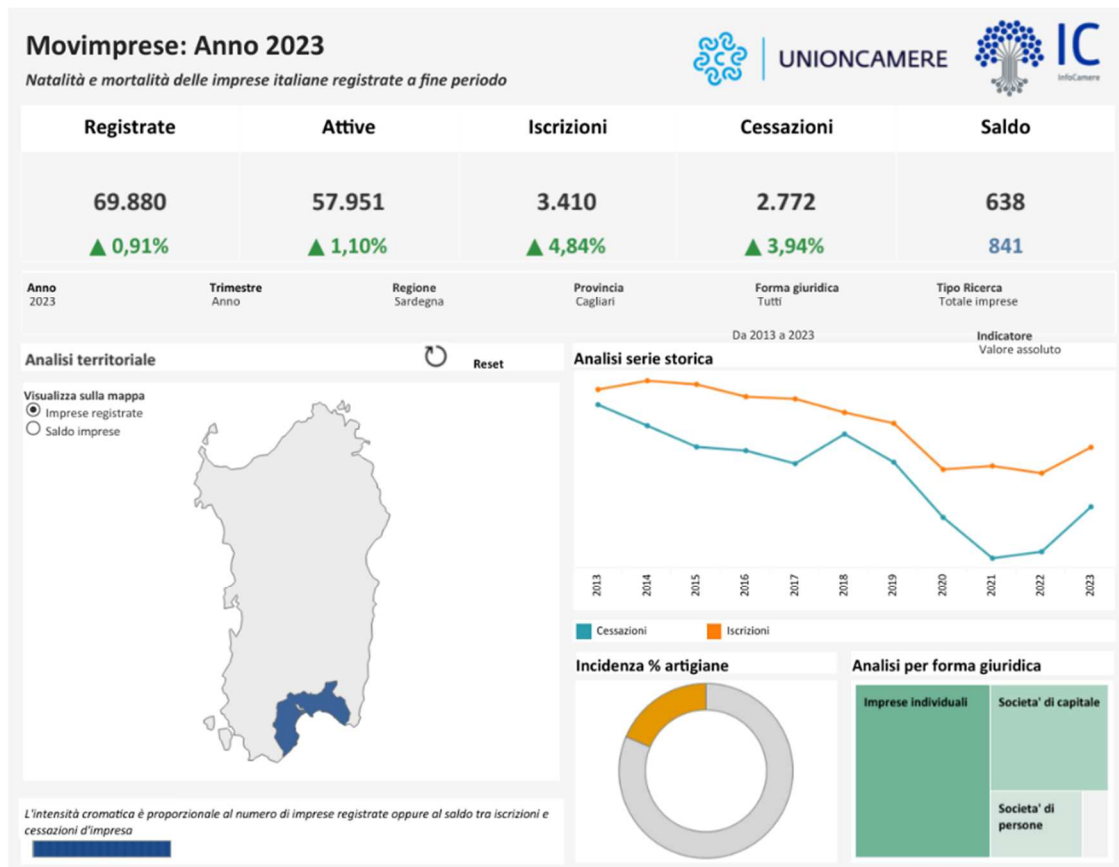 Movimprese: Anno 2023
Natalità e mortalità delle imprese italiane registrate a fine periodo
UNIONCAMERE
IC
InfoCamere
Registrate
Attive
Iscrizioni
Cessazioni
Saldo
69.880
57.951
3.410
2.772
638
▲ 0,91%
▲ 1,10%
▲ 4,84%
▲ 3,94%
841
Anno
2023
Trimestre
Anno
Regione
Sardegna
Provincia
Cagliari
Forma giuridica
Tutti
Tipo Ricerca
Totale imprese
Da 2013 a 2023
Indicatore
Valore assoluto
Analisi territoriale
Reset
Visualizza sulla mappa
Imprese registrate
Saldo imprese
L'intensità cromatica è proporzionale al numero di imprese registrate oppure al saldo tra iscrizioni e
cessazioni d'impresa
Analisi serie storica
2013
2014
2015
2016
2017
2018
2019
2020
2021
2022
2023
Cessazioni
Iscrizioni
Incidenza % artigiane
Analisi per forma giuridica
Imprese individuali
Societa' di capitale
Societa' di
persone